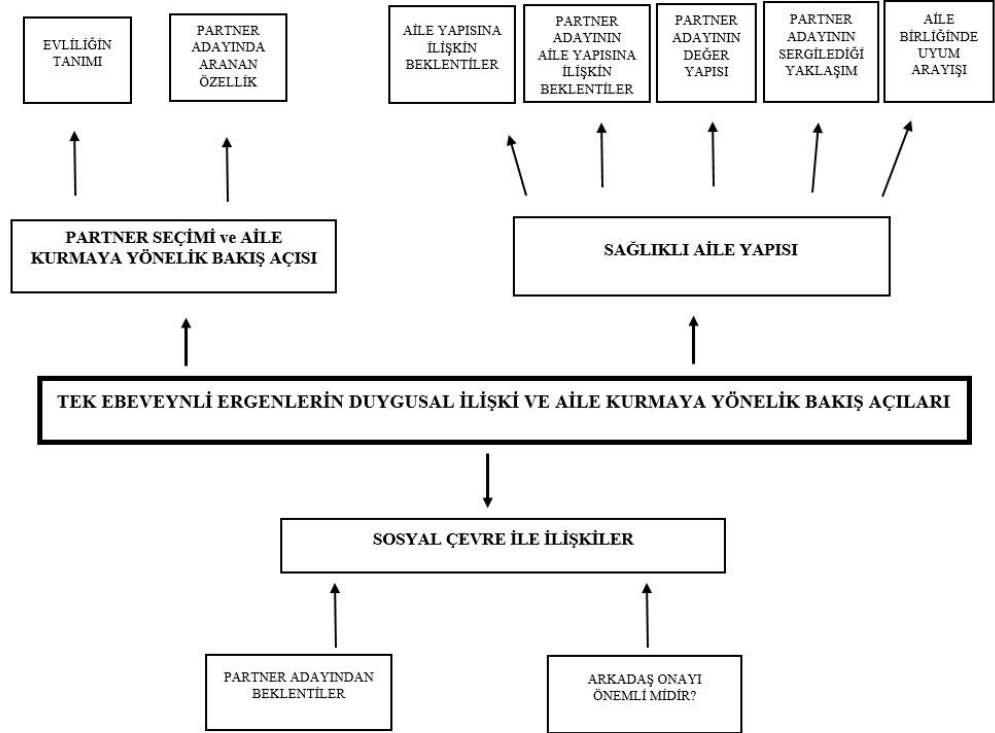 EVLİLİĞİN
TANIMI
PARTNER
ADAYINDA
ARANAN
ÖZELLİK
AİLE YAPISINA
İLİŞKİN
BEKLENTİLER
PARTNER
ADAYININ
AİLE YAPISINA
İLİŞKİN
BEKLENTİLER
PARTNER
ADAYININ
DEĞER
YAPISI
PARTNER
ADAYININ
SERGİLEDİĞİ
YAKLAŞIM
AİLE
BİRLİĞİNDE
UYUM
ARAYIŞI
PARTNER SEÇİMİ ve AİLE
KURMAYA YÖNELİK BAKIŞ AÇISI
SAĞLIKLI AİLE YAPISI
TEK EBEVEYNLİ ERGENLERİN DUYGUSAL İLİŞKİ VE AİLE KURMAYA YÖNELİK BAKIŞ AÇILARI
SOSYAL ÇEVRE İLE İLİŞKİLER
PARTNER ADAYINDAN
BEKLENTİLER
ARKADAŞ ONAYI
ÖNEMLİ MİDİR?